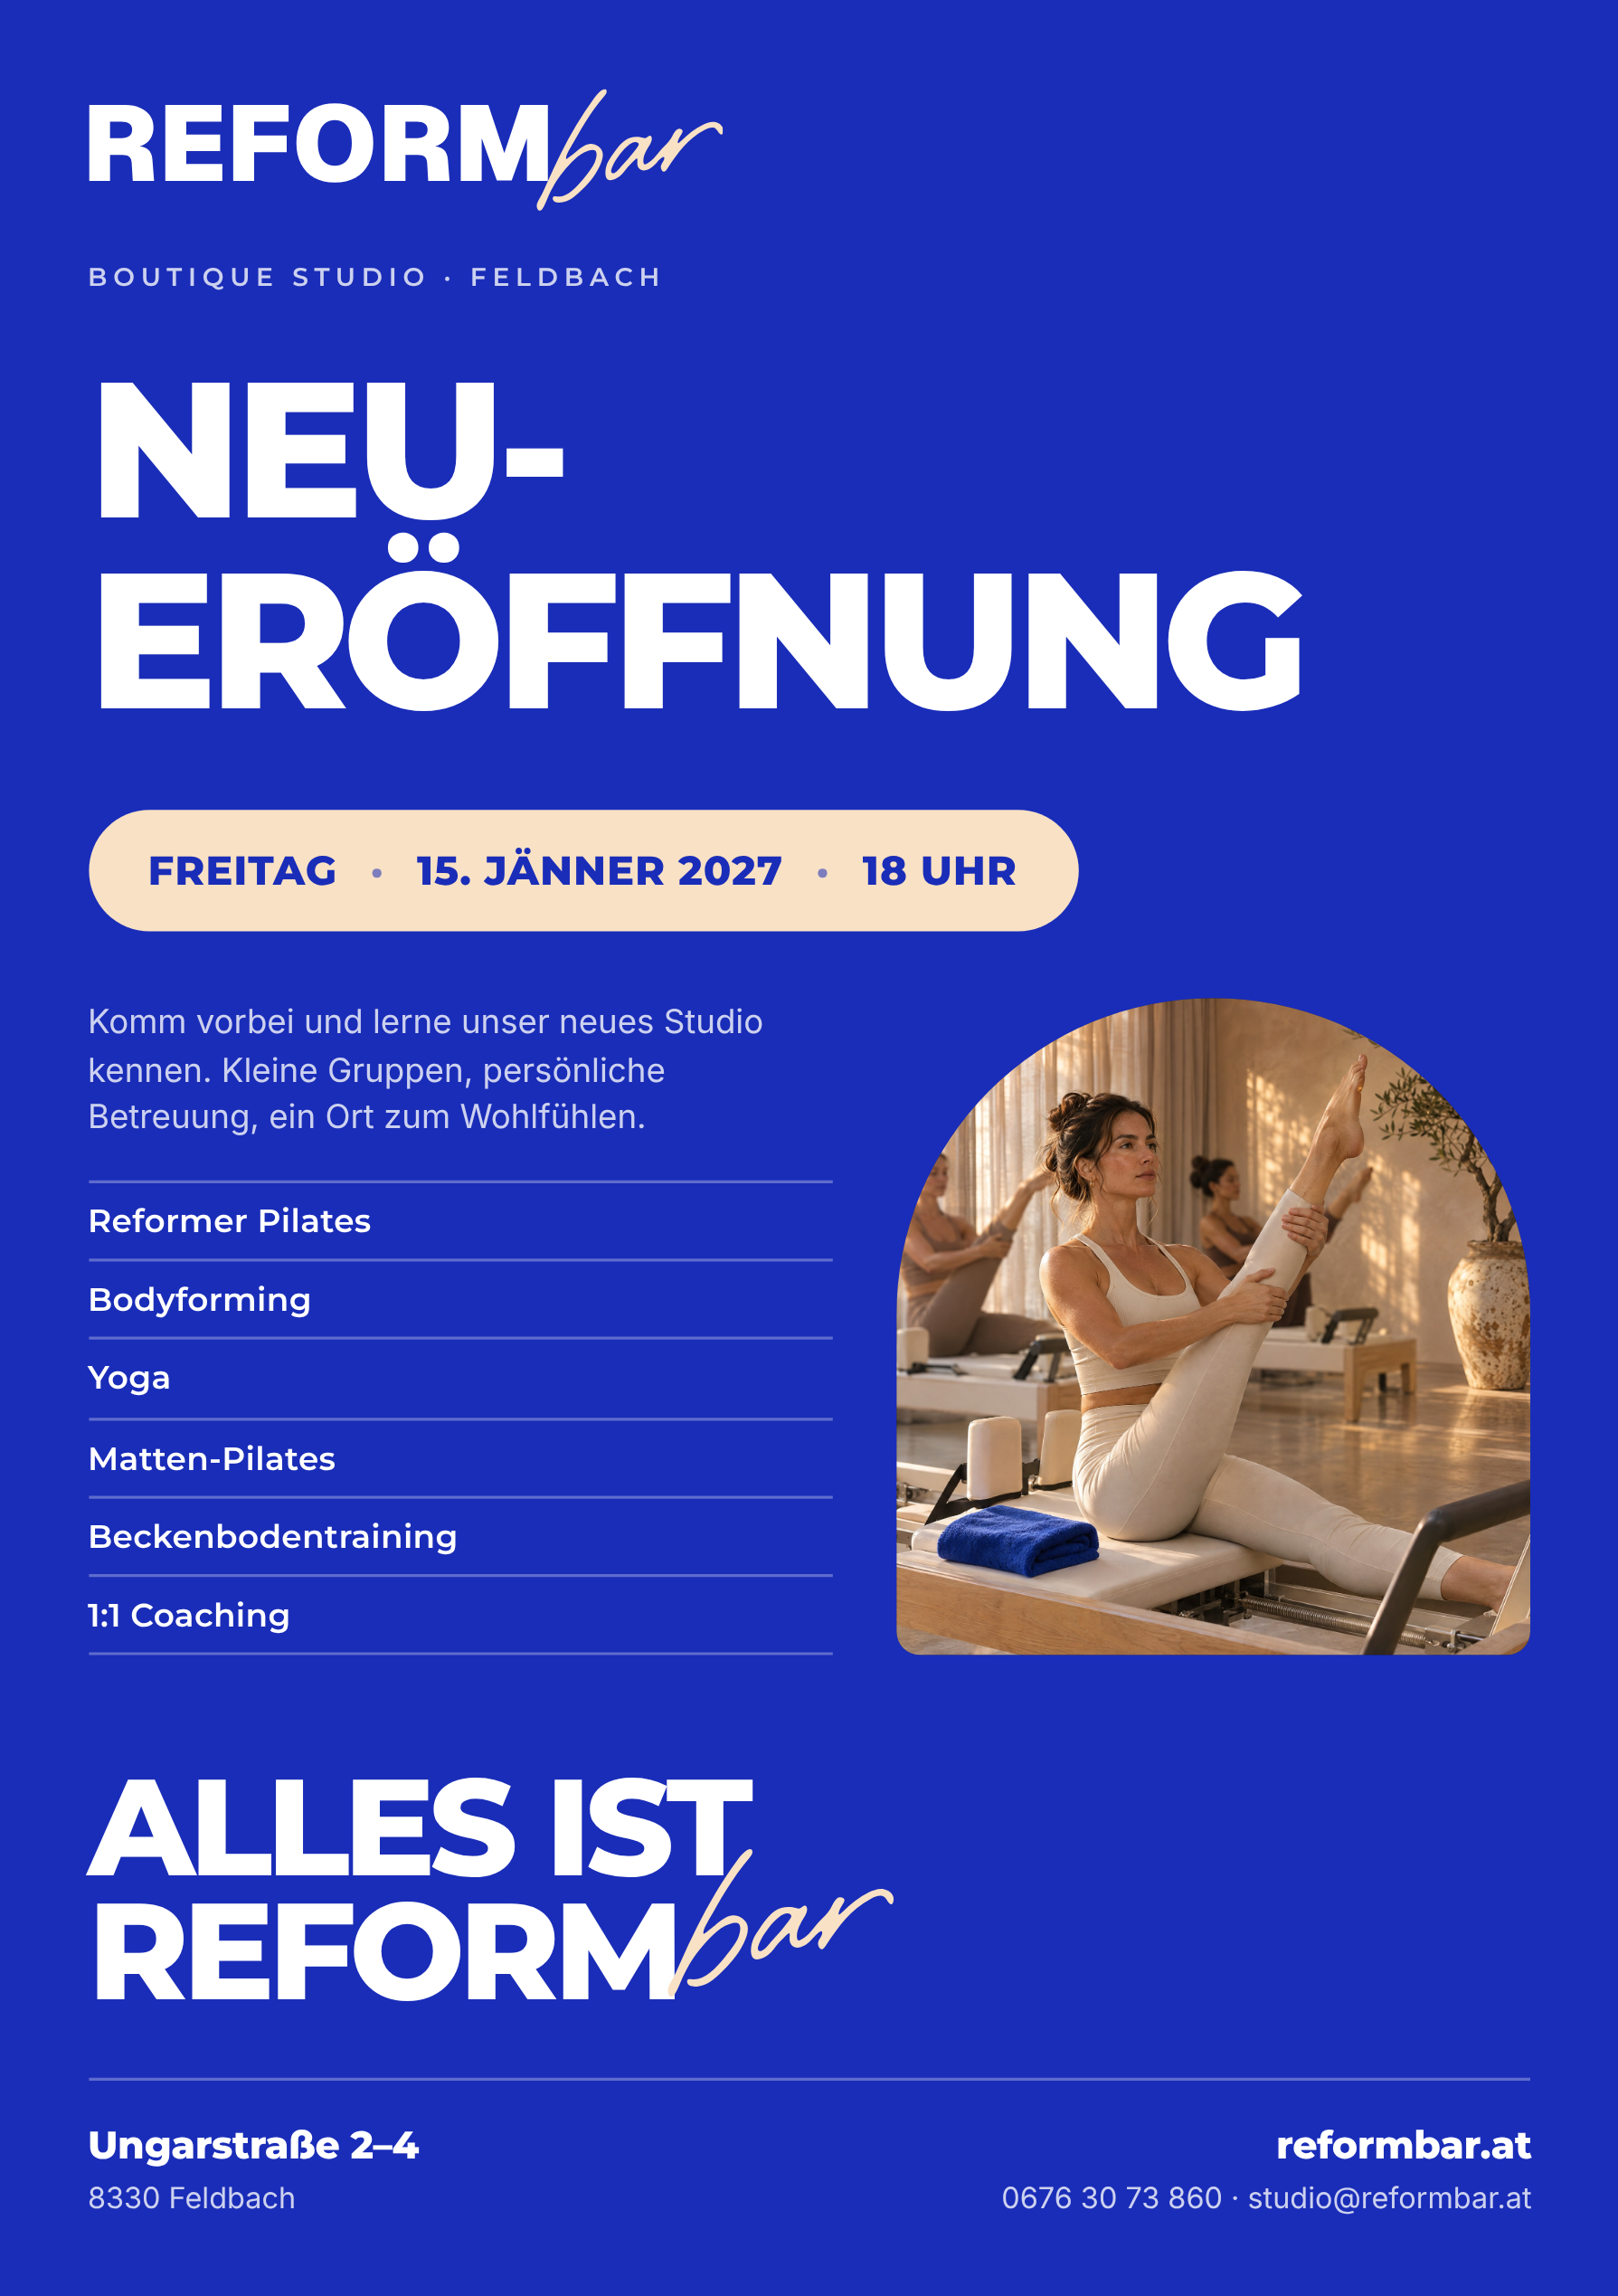 REFORMbar
BOUTIQUE STUDIO · FELDBACH
NEU-
ERÖFFNUNG
FREITAG · 15. JÄNNER 2027 · 18 UHR
Komm vorbei und lerne unser neues Studio
kennen. Kleine Gruppen, persönliche
Betreuung, ein Ort zum Wohlfühlen.
Reformer Pilates
Bodyforming
Yoga
Matten-Pilates
Beckenbodentraining
1:1 Coaching
ALLES IST
REFORMbar
Ungarstraße 2–4
8330 Feldbach
reformbar.at
0676 30 73 860 · studio@reformbar.at